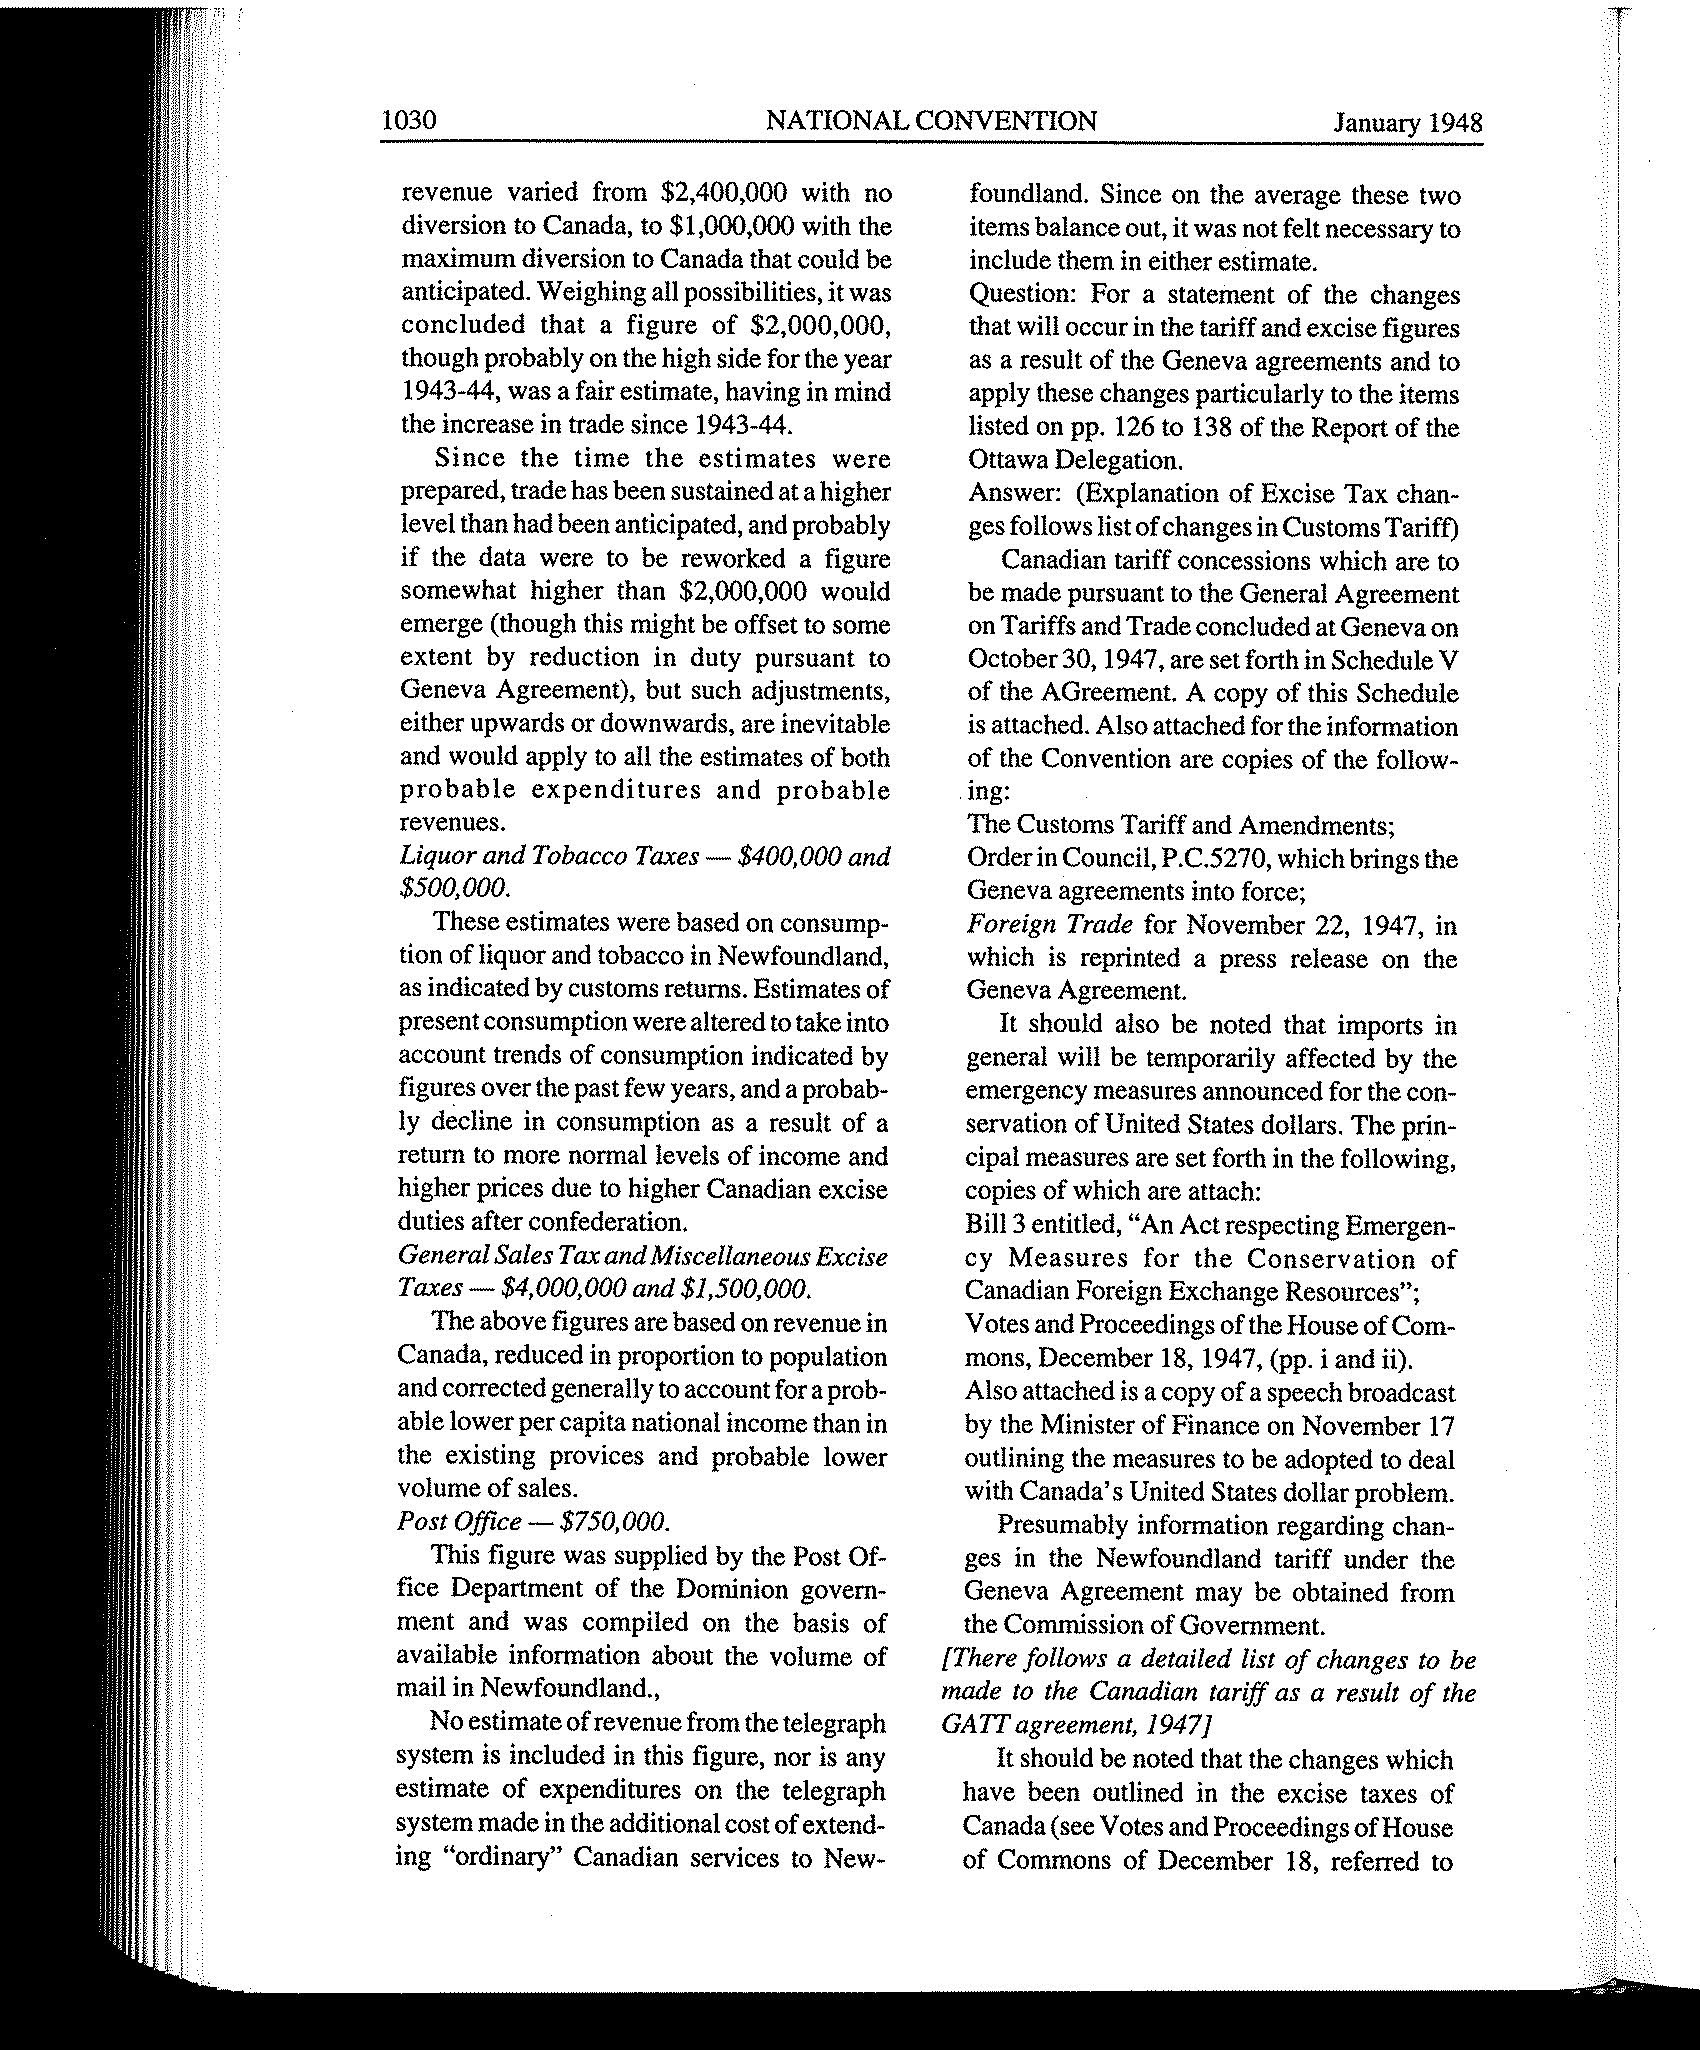 1030 NATIONAL CONVENTION January 1948
revenue varied from $2,400,000 with no
diversion to Canada, to $1,000,000 with the
maximum diversion to Canada that could be
anticipated. Weighing all possibilities, it was
concluded that a figure of $2,000,000,
though probably on the high side for the year
1943-44, was a fair estimate, having in mind
the increase in trade since 1943-44.
Since the time the estimates were
prepared, trade has been sustained at a higher
level than had been anticipated, and probably
if the data were to be reworked a figure
somewhat higher than $2,000,000 would
emerge (though this might be offset to some
extent by reduction in duty pursuant to
Geneva Agreement), but such adjustments,
either upwards or downwards, are inevitable
and would apply to all the estimates of both
probable expenditures and probable
revenues.
Liquor and Tobacco Taxes — $400,000 and
$500,000.
These estimates were based on consump-
tion of liquor and tobacco in Newfoundland,
as indicated by customs returns. Estimates of
present consumption were altered to take into
account trends of consumption indicated by
figures over the past few years, and a probab-
ly decline in consumption as a result of a
return to more normal levels of income and
higher prices due to higher Canadian excise
duties after confederation.
General Sales Tax and Miscellaneous Excise
Taxes — $4,000,000 and $1,500,000.
The above figures are based on revenue in
Canada, reduced in proportion to population
and corrected generally to account for a prob-
able lower per capita national income than in
the existing provices and probable lower
volume of sales.
Post Office — $750,000.
This figure was supplied by the Post Of-
fice Department of the Dominion govern-
ment and was compiled on the basis of
available information about the volume of
mail in Newfoundland.,
No estimate of revenue from the telegraph
system is included in this figure, nor is any
estimate of expenditures on the telegraph
system made in the additional cost of extend-
ing “ordinary” Canadian services to New-
foundland. Since on the average these two
items balance out, it was not felt necessary to
include them in either estimate.
Question: For a statement of the changes
that will occur in the tariff and excise figures
as a result of the Geneva agreements and to
apply these changes particularly to the items
listed on pp. 126 to 138 of the Report of the
Ottawa Delegation.
Answer: (Explanation of Excise Tax chan-
ges follows list of changes in Customs Tariff)
Canadian tariff concessions which are to
be made pursuant to the General Agreement
on Tariffs and Trade concluded at Geneva on
October 30, 1947, are set forth in Schedule V
of the AGreement. A copy of this Schedule
is attached. Also attached for the information
of the Convention are copies of the follow-
ing:
The Customs Tariff and Amendments;
Order in Council, P.C.5270, which brings the
Geneva agreements into force;
Foreign Trade for November 22, 1947, in
which is reprinted a press release on the
Geneva Agreement.
It should also be noted that imports in
general will be temporarily affected by the
emergency measures announced for the con-
servation of United States dollars. The prin-
cipal measures are set forth in the following,
copies of which are attach:
Bill 3 entitled, “An Act respecting Emergen-
cy Measures for the Conservation of
Canadian Foreign Exchange Resources”;
Votes and Proceedings of the House of Com-
mons, December 18, 1947, (pp. i and ii).
Also attached is a copy of a speech broadcast
by the Minister of Finance on November 17
outlining the measures to be adopted to deal
with Canada's United States dollar problem.
Presumably information regarding chan-
ges in the Newfoundland tariff under the
Geneva Agreement may be obtained from
the Commission of Government.
[There follows a detailed list of changes to be
made to the Canadian tariff as a result of the
GATT agreement, 1947]
It should be noted that the changes which
have been outlined in the excise taxes of
Canada (see Votes and Proceedings of House
of Commons of December 18, referred to